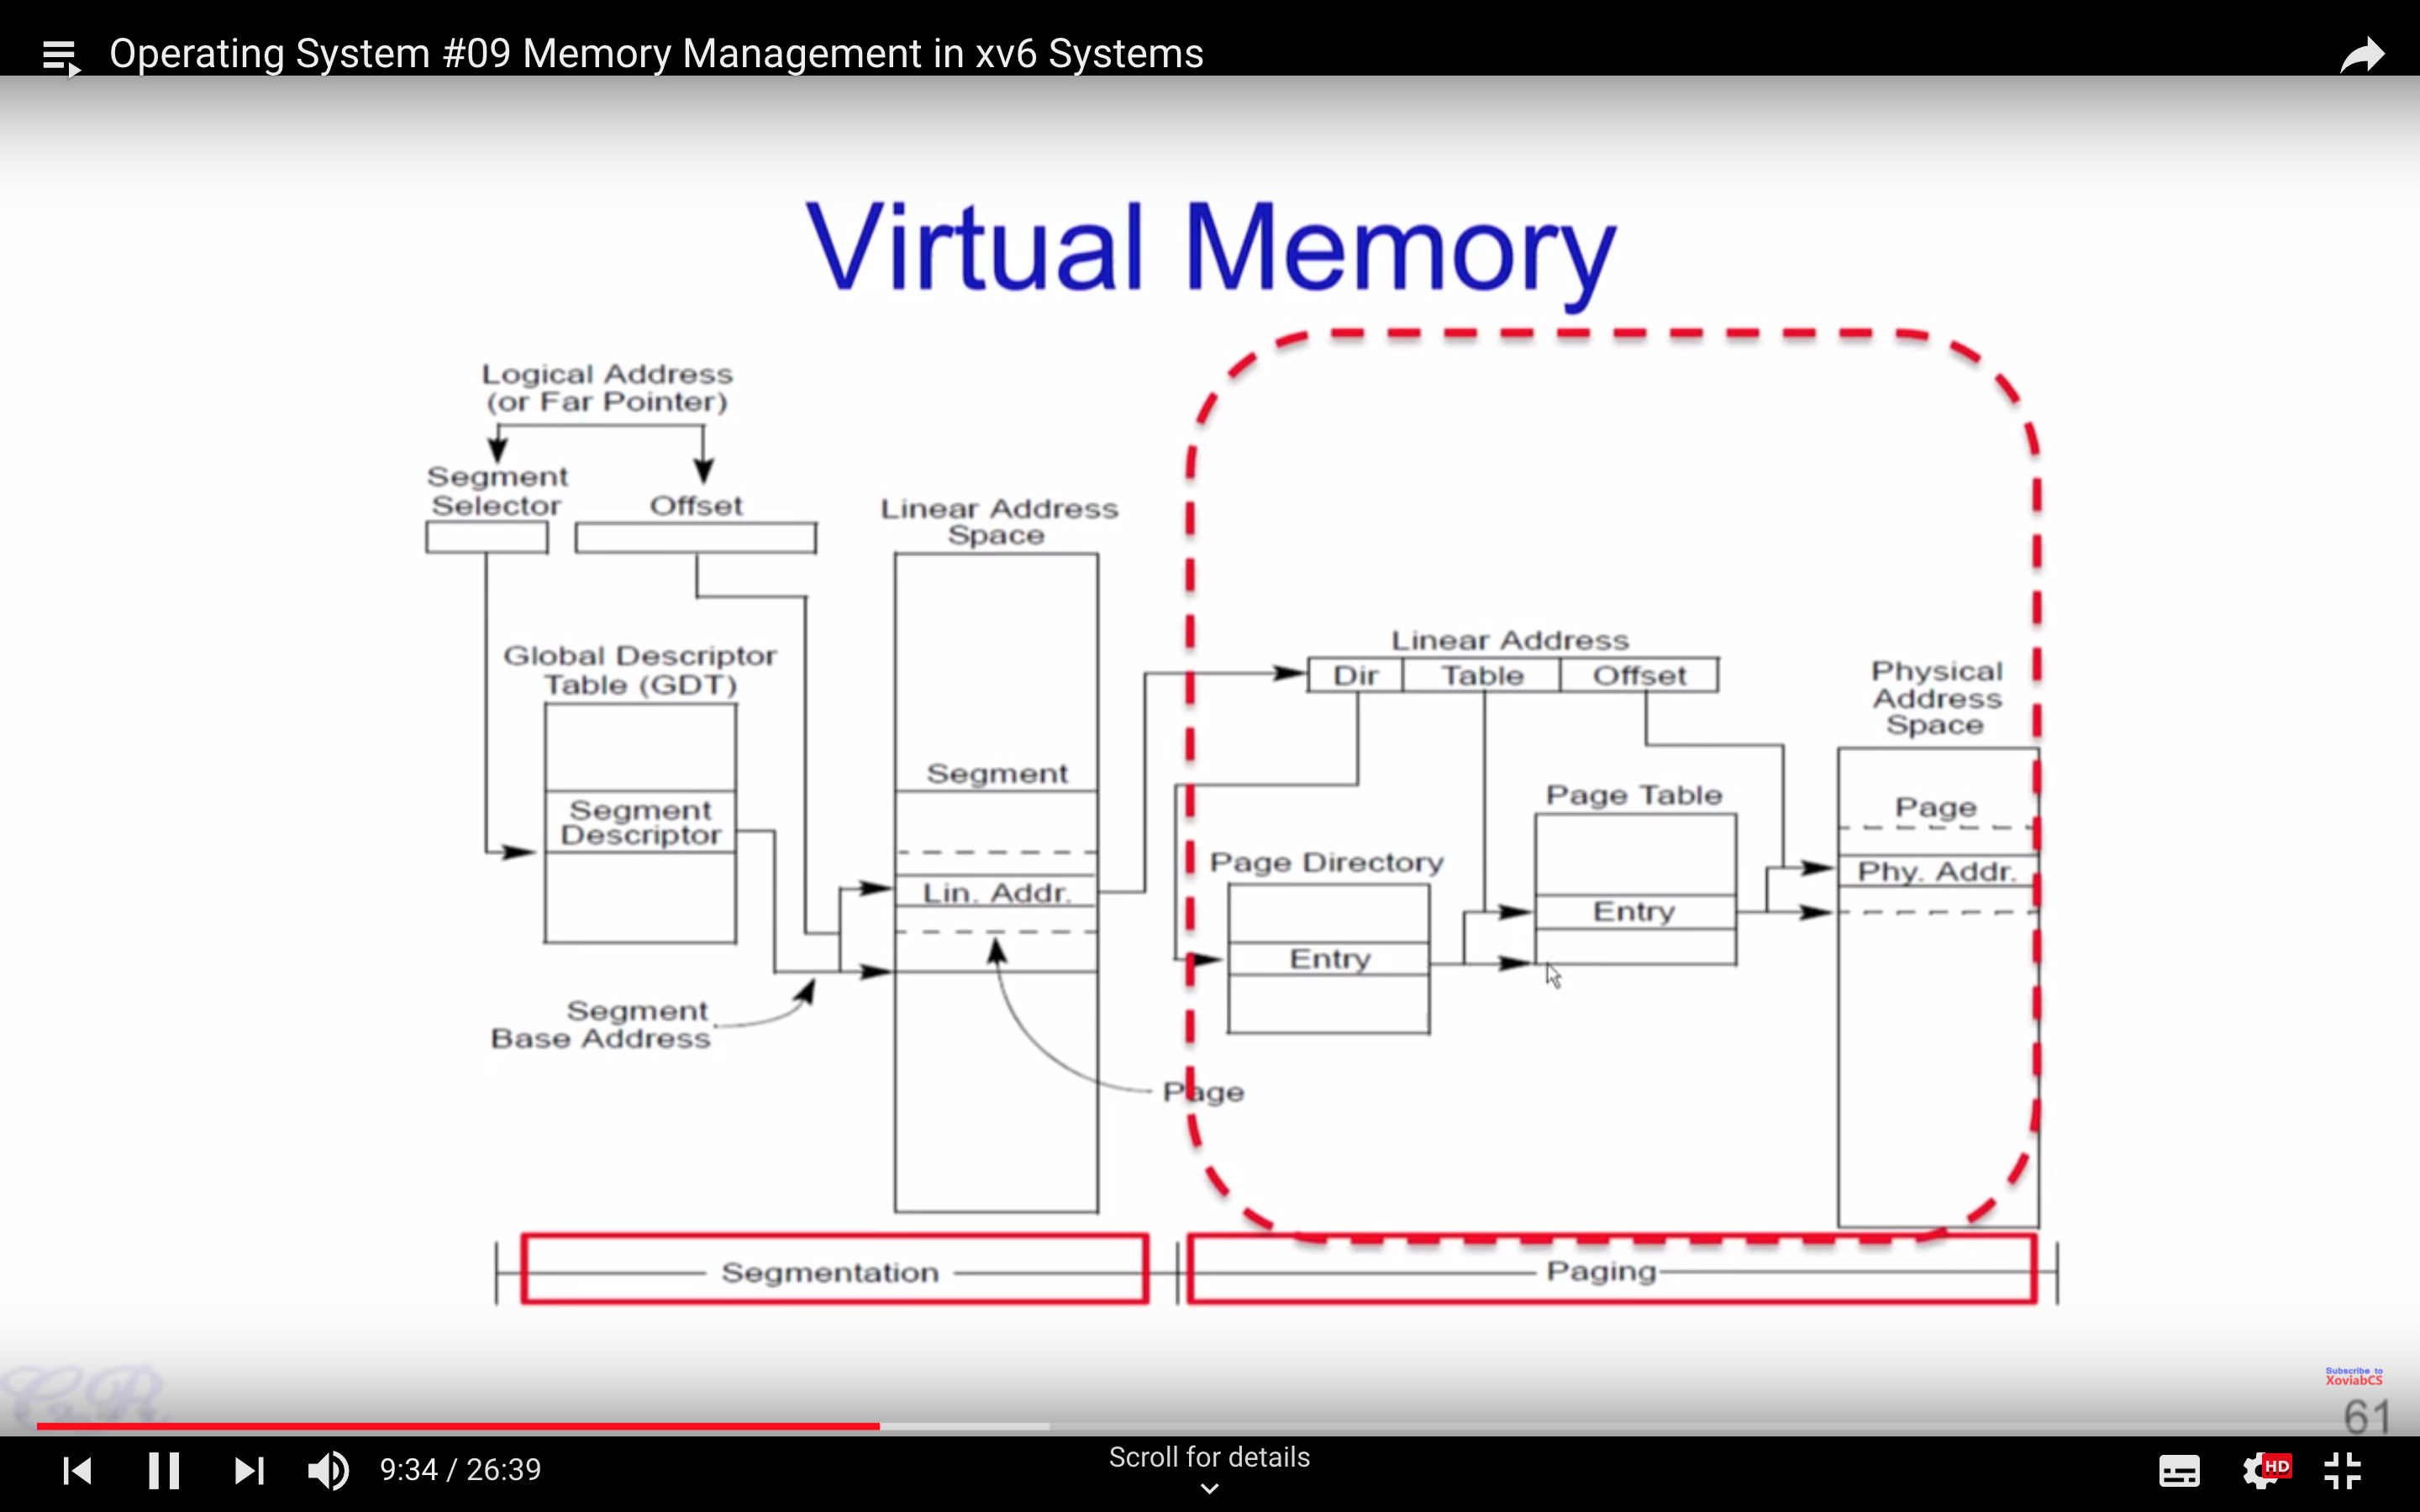 Operating System #09 Memory Management in xv6 Systems
Virtual Memory
Logical Address
(or Far Pointer)
Segment
Selector
Offset
Linear Address
Space
Global Descriptor
Table (GDT)
Segment
Descriptor
Segment
Lin. Addr.
Segment
Base Address
Page
Linear Address
Dir
Table
Offset
Physical
Address
Space
Page Table
Page
Page Directory
Phy. Addr.
Entry
Entry
Segmentation
Paging
Subscribe to
XoviabCS
61
9:34 / 26:39
Scroll for details
HD